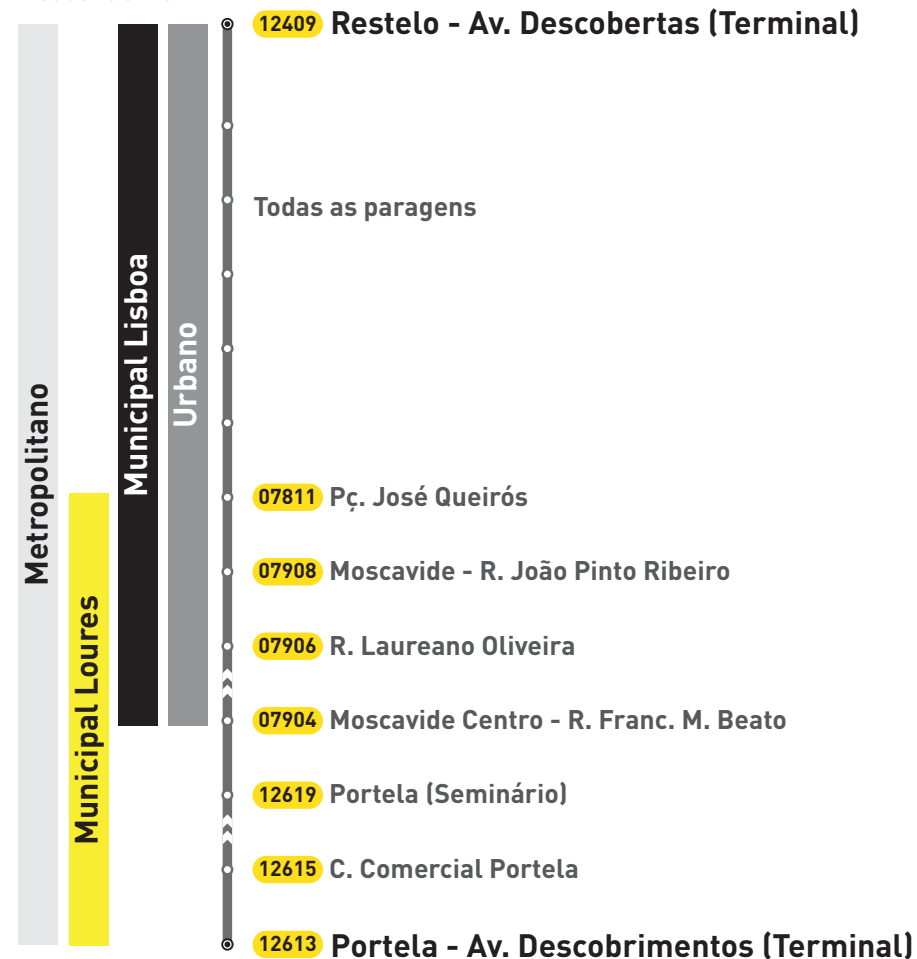 12409 Restelo - Av. Descobertas (Terminal)
Todas as paragens
Metropolitano
Municipal Loures
Municipal Lisboa
Urbano
07811 Pç. José Queirós
07908 Moscavide - R. João Pinto Ribeiro
07906 R. Laureano Oliveira
07904 Moscavide Centro - R. Franc. M. Beato
12619 Portela (Seminário)
12615 C. Comercial Portela
12613 Portela - Av. Descobrimentos (Terminal)